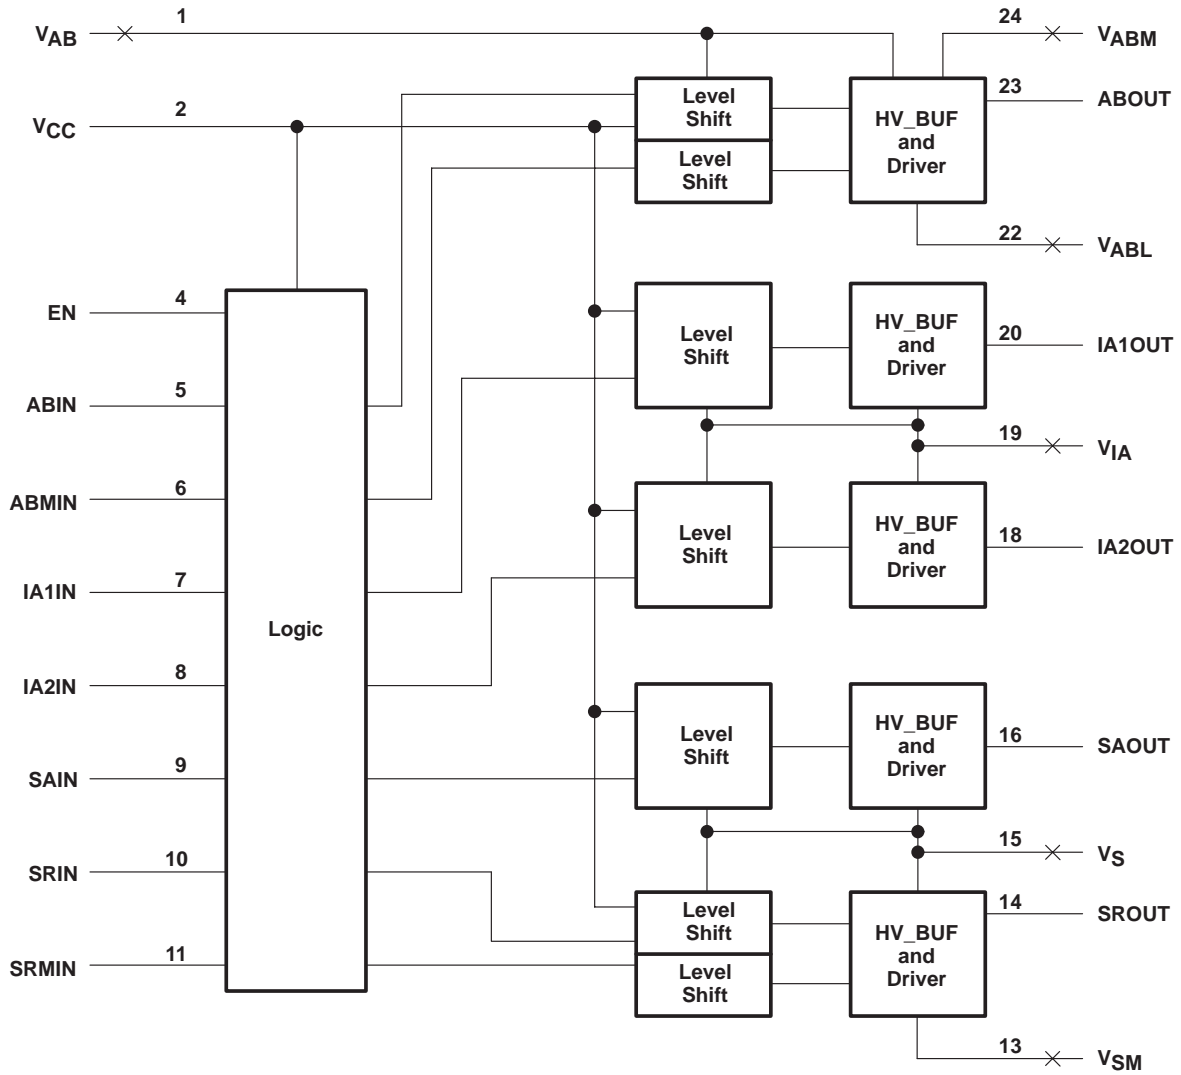 1
VAB
24
VABM
Level
Shift
HV_BUF
and
Driver
23
ABOUT
2
VCC
Level
Shift
22
VABL
4
EN
Level
Shift
HV_BUF
and
Driver
20
IA1OUT
5
ABIN
19
VIA
6
ABMIN
Level
Shift
HV_BUF
and
Driver
18
IA2OUT
7
IA1IN
Logic
8
IA2IN
Level
Shift
HV_BUF
and
Driver
16
SAOUT
9
SAIN
15
VS
10
SRIN
Level
Shift
HV_BUF
and
Driver
14
SROUT
11
SRMIN
Level
Shift
13
VSM